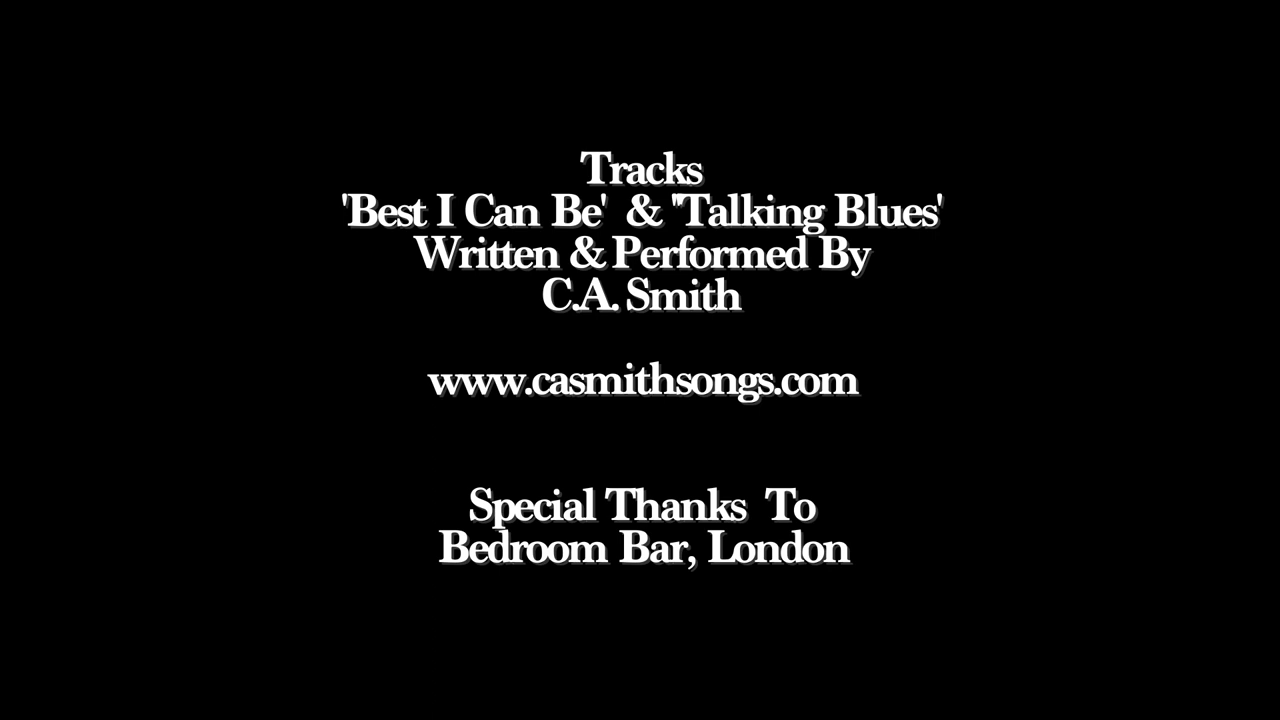 Tracks
'Best I Can Be' & 'Talking Blues'
Written & Performed By
C.A. Smith
www.casmithsongs.com
Special Thanks To
Bedroom Bar, London